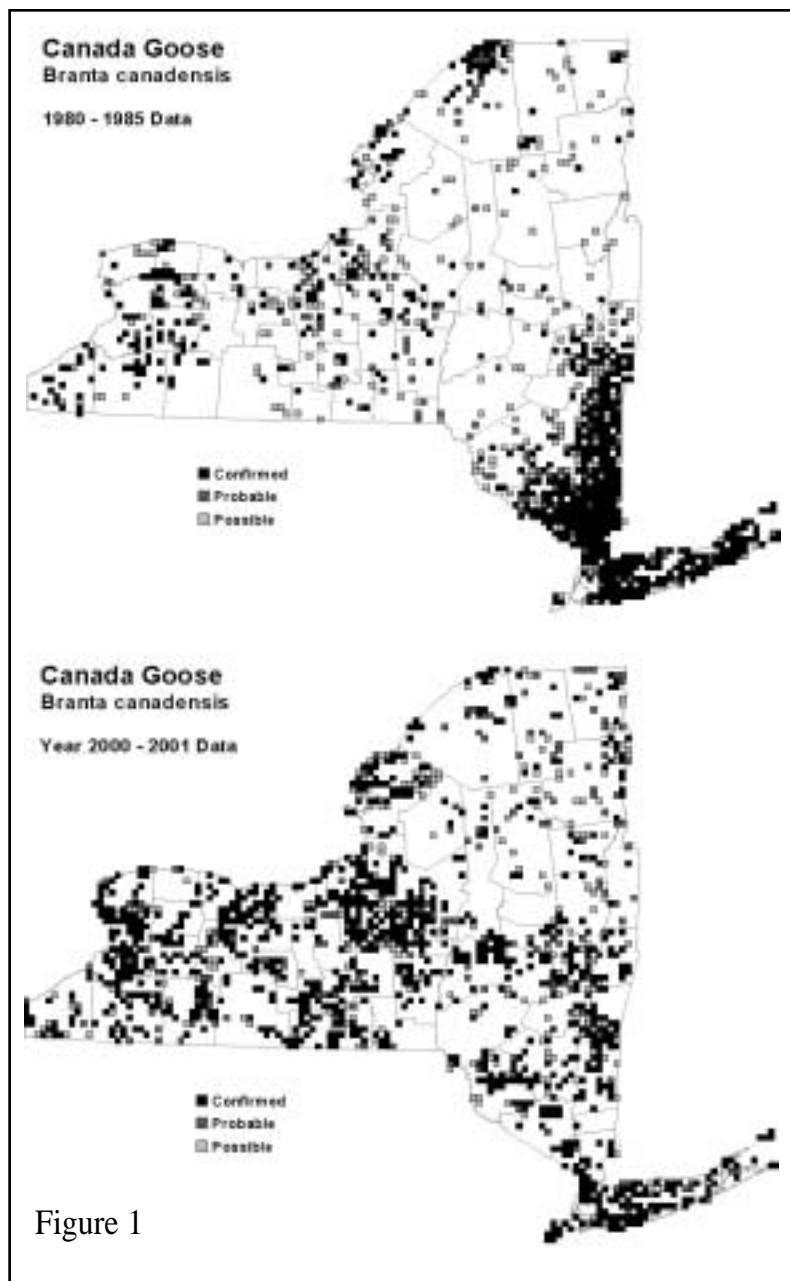 Canada Goose
Branta canadensis
1980 - 1985 Data
Confirmed
Probable
Possible
Canada Goose
Branta canadensis
Year 2000 - 2001 Data
Confirmed
Probable
Possible
Figure 1